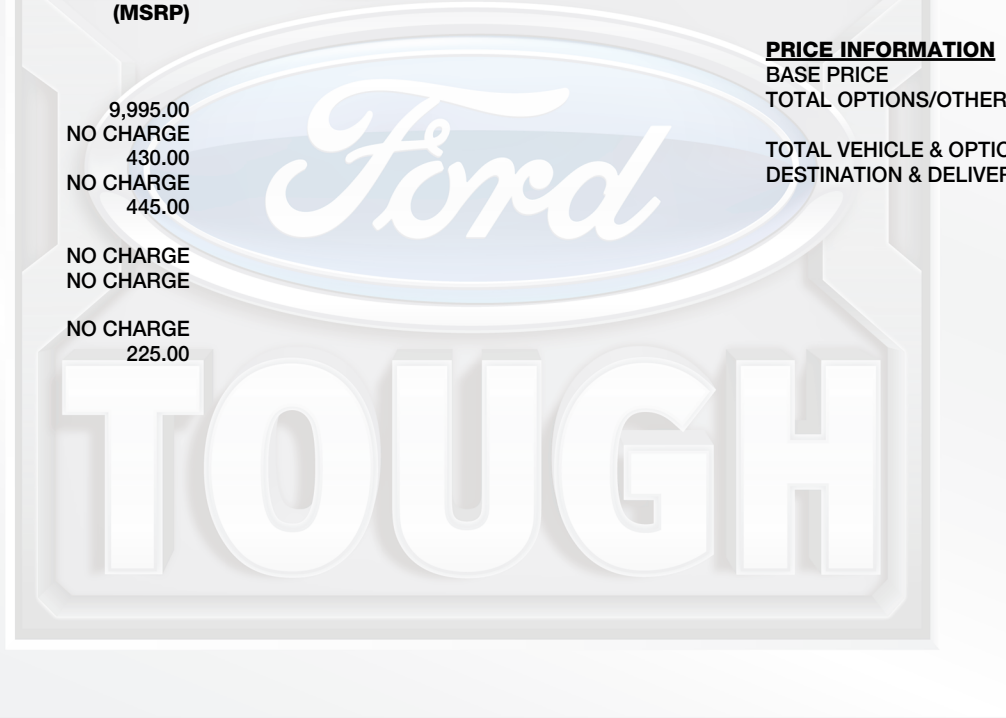 (MSRP)
9,995.00
NO CHARGE
430.00
NO CHARGE
445.00
NO CHARGE
NO CHARGE
NO CHARGE
225.00
PRICE INFORMATION
BASE PRICE
TOTAL OPTIONS/OTHER
TOTAL VEHICLE & OPTIO
DESTINATION & DELIVER
Ford
TOUGH